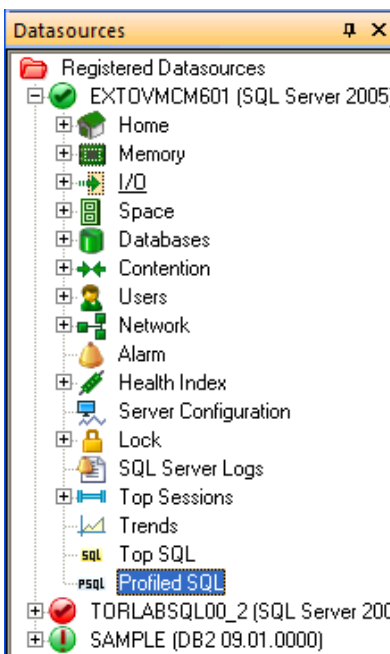 Datasources
Registered Datasources
EXTOVMCM601 (SQL Server 2005)
Home
Memory
I/O
Space
Databases
Contention
Users
Network
Alarm
Health Index
Server Configuration
Lock
SQL Server Logs
Top Sessions
Trends
SQL Top SQL
PSQL Profiled SQL
TORLABSQL00_2 (SQL Server 200
SAMPLE (DB2 09.01.0000)